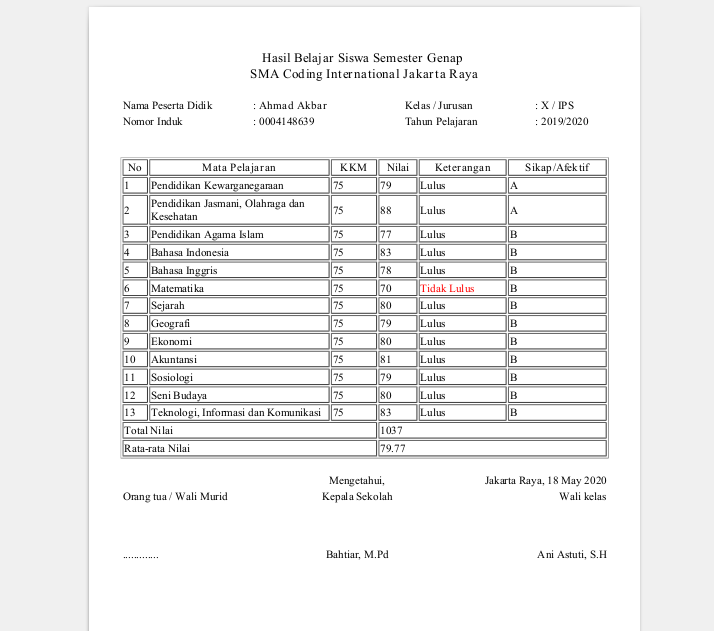 Hasil Belajar Siswa Semester Genap
SMA Coding International Jakarta Raya
Nama Peserta Didik : Ahmad Akbar Kelas / Jurusan : X / IPS
Nomor Induk : 0004148639 Tahun Pelajaran : 2019/2020
No Mata Pelajaran KKM Nilai Keterangan Sikap/Afektif
1 Pendidikan Kewarganegaraan 75 79 Lulus A
2 Pendidikan Jasmani, Olahraga dan Kesehatan 75 88 Lulus A
3 Pendidikan Agama Islam 75 77 Lulus B
4 Bahasa Indonesia 75 83 Lulus B
5 Bahasa Inggris 75 78 Lulus B
6 Matematika 75 70 Tidak Lulus B
7 Sejarah 75 80 Lulus B
8 Geografi 75 79 Lulus B
9 Ekonomi 75 80 Lulus B
10 Akuntansi 75 81 Lulus B
11 Sosiologi 75 79 Lulus B
12 Seni Budaya 75 80 Lulus B
13 Teknologi, Informasi dan Komunikasi 75 83 Lulus B
Total Nilai 1037
Rata-rata Nilai 79.77
Mengetahui, Jakarta Raya, 18 May 2020
Orang tua / Wali Murid Kepala Sekolah Wali kelas
............. Bahtiar, M.Pd Ani Astuti, S.H